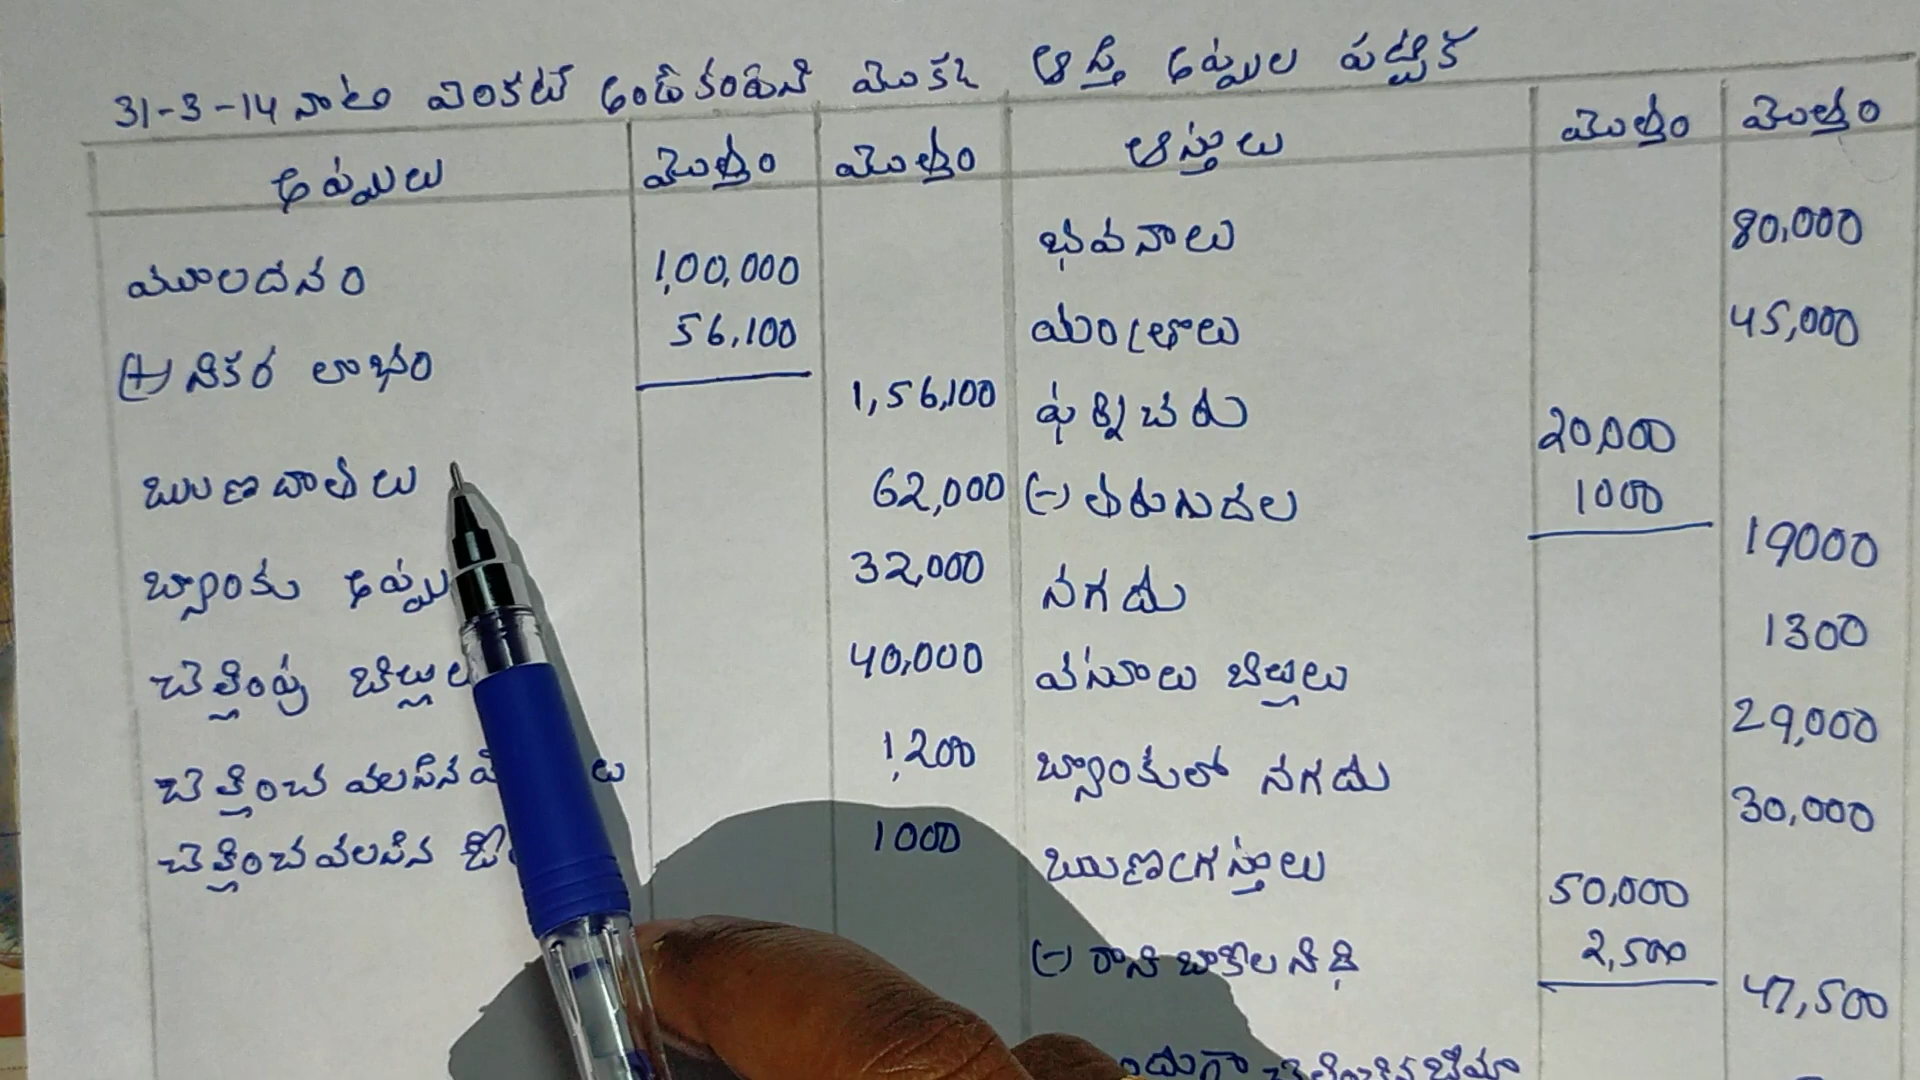 31-3-14 నాటి వెంకట్ అండ్ కంపెని యొక్క ఆస్తి అప్పుల పట్టిక
అప్పులు మొత్తం మొత్తం ఆస్తులు మొత్తం మొత్తం
మూలదనం 1,00,000 భవనాలు 80,000
(+) నికర లాభం 56,100 యంత్రాలు 45,000
1,56,100 ఫర్నిచరు 20,000
ఋణదాతలు 62,000 (-) తరుగుదల 1000
19000
బ్యాంకు అప్పు 32,000 నగదు 1300
చెల్లింపు బిల్లుల 40,000 వసూలు బిల్లులు 29,000
చెల్లించ వలసిన 1,200 బ్యాంకులో నగదు 30,000
చెల్లించవలసిన 1000 ఋణగ్రస్తులు 50,000
(-) రాని బాకీల నిధి 2,500
47,500
చెల్లించిన బీమా